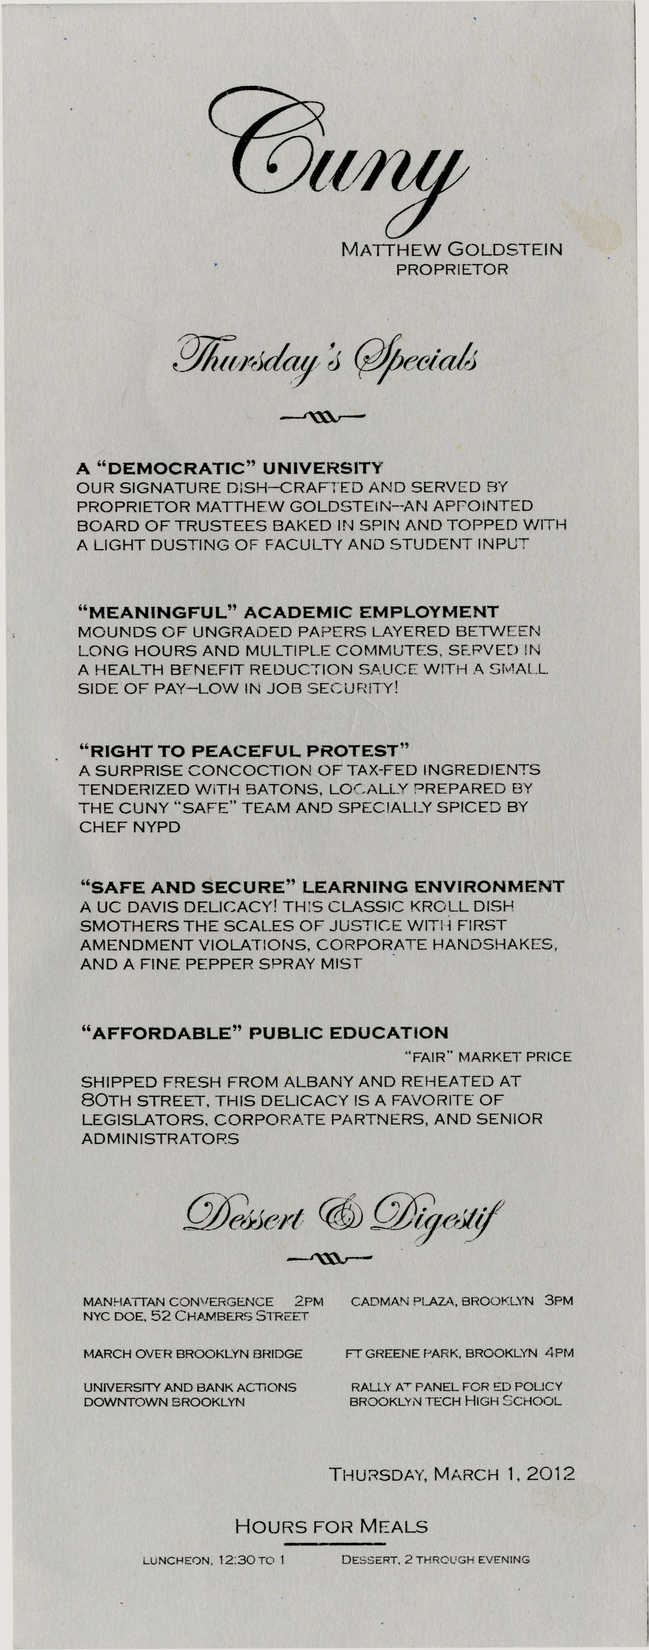 Cuny
MATTHEW GOLDSTEIN
PROPRIETOR
Thursday's Specials
A "DEMOCRATIC" UNIVERSITY
OUR SIGNATURE DISH—CRAFTED AND SERVED BY
PROPRIETOR MATTHEW GOLDSTEIN—AN APPOINTED
BOARD OF TRUSTEES BAKED IN SPIN AND TOPPED WITH
A LIGHT DUSTING OF FACULTY AND STUDENT INPUT
"MEANINGFUL" ACADEMIC EMPLOYMENT
MOUNDS OF UNGRADED PAPERS LAYERED BETWEEN
LONG HOURS AND MULTIPLE COMMUTES, SERVED IN
A HEALTH BENEFIT REDUCTION SAUCE WITH A SMALL
SIDE OF PAY—LOW IN JOB SECURITY!
"RIGHT TO PEACEFUL PROTEST"
A SURPRISE CONCOCTION OF TAX-FED INGREDIENTS
TENDERIZED WITH BATONS, LOCALLY PREPARED BY
THE CUNY "SAFE" TEAM AND SPECIALLY SPICED BY
CHEF NYPD
"SAFE AND SECURE" LEARNING ENVIRONMENT
A UC DAVIS DELICACY! THIS CLASSIC KROLL DISH
SMOTHERS THE SCALES OF JUSTICE WITH FIRST
AMENDMENT VIOLATIONS, CORPORATE HANDSHAKES,
AND A FINE PEPPER SPRAY MIST
"AFFORDABLE" PUBLIC EDUCATION
"FAIR" MARKET PRICE
SHIPPED FRESH FROM ALBANY AND REHEATED AT
80TH STREET, THIS DELICACY IS A FAVORITE OF
LEGISLATORS, CORPORATE PARTNERS, AND SENIOR
ADMINISTRATORS
Dessert & Digestif
MANHATTAN CONVERGENCE 2PM
NYC DOE, 52 CHAMBERS STREET
CADMAN PLAZA, BROOKLYN 3PM
MARCH OVER BROOKLYN BRIDGE
FT GREENE PARK, BROOKLYN 4PM
UNIVERSITY AND BANK ACTIONS
DOWNTOWN BROOKLYN
RALLY AT PANEL FOR ED POLICY
BROOKLYN TECH HIGH SCHOOL
THURSDAY, MARCH 1, 2012
HOURS FOR MEALS
LUNCHEON, 12:30 TO 1 DESSERT, 2 THROUGH EVENING